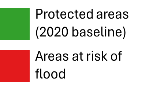 Protected areas
(2020 baseline)
Areas at risk of
flood